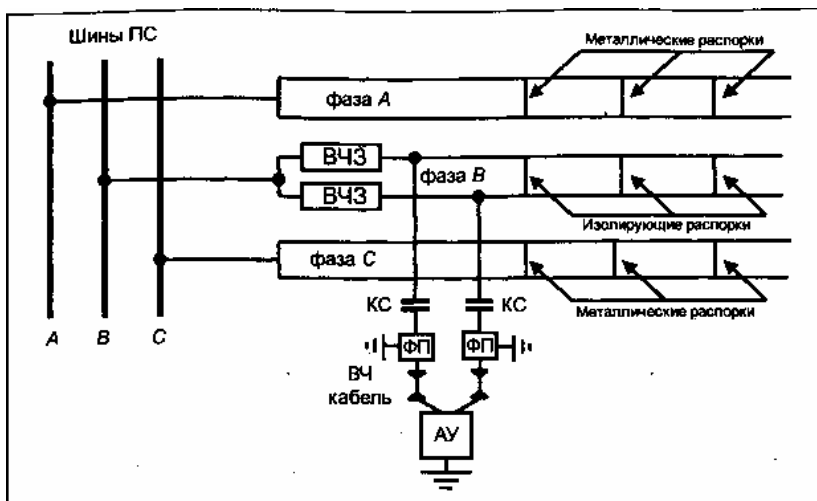 Шины ПС
Металлические распорки
фаза А
ВЧЗ
фаза В
ВЧЗ
Изолирующие распорки
фаза С
КС
КС
Металлические распорки
А
В
С
ФП
ФП
ВЧ
кабель
АУ